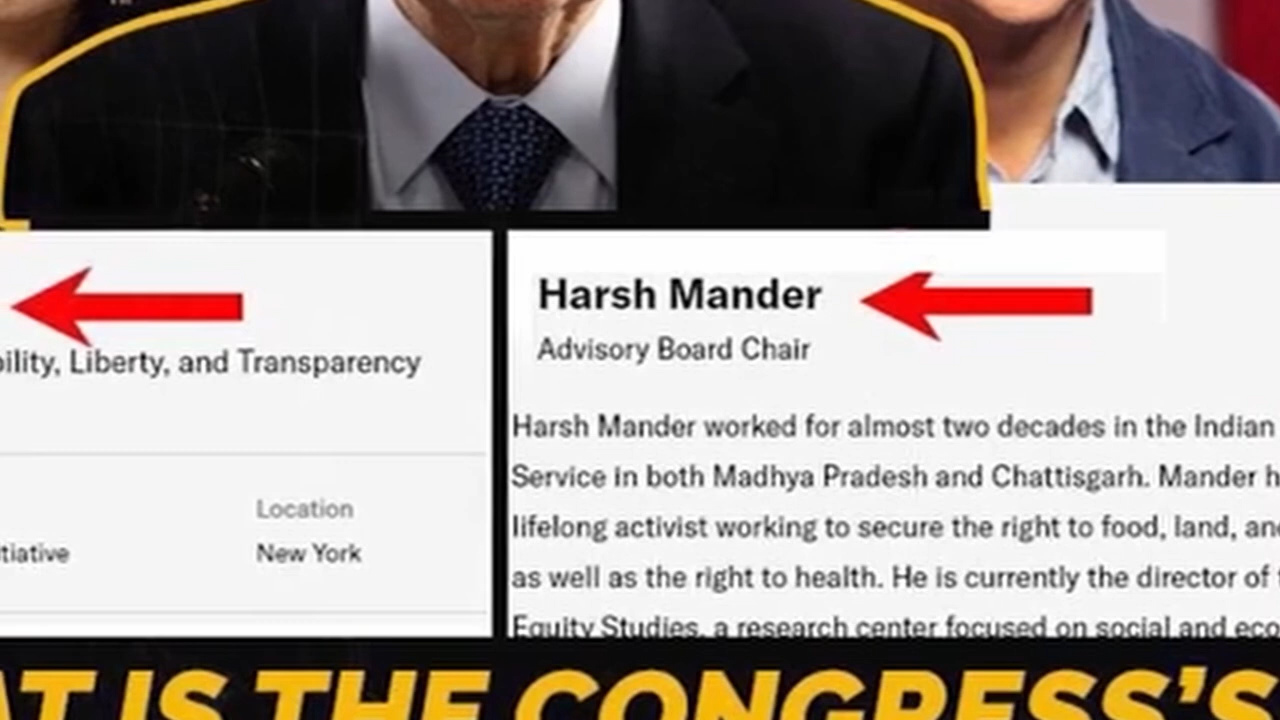 bility, Liberty, and Transparency
Location
tiative
New York
Harsh Mander
Advisory Board Chair
Harsh Mander worked for almost two decades in the Indian
Service in both Madhya Pradesh and Chattisgarh. Mander h
lifelong activist working to secure the right to food, land, and
as well as the right to health. He is currently the director of
Equity Studies, a research center focused on social and eco
AT IS THE CONGRESS'S